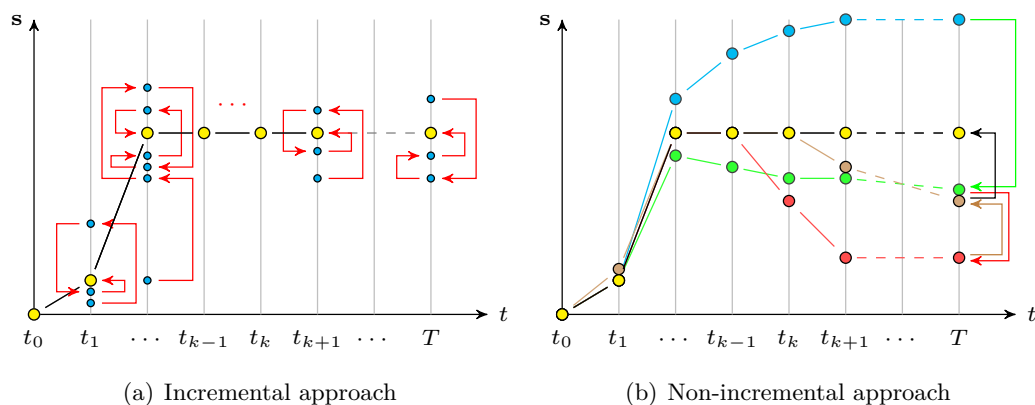 s
. . .
t
t₀ t₁ ⋯ tₖ₋₁ tₖ tₖ₊₁ ⋯ T
(a) Incremental approach
s
t
t₀ t₁ ⋯ tₖ₋₁ tₖ tₖ₊₁ ⋯ T
(b) Non-incremental approach